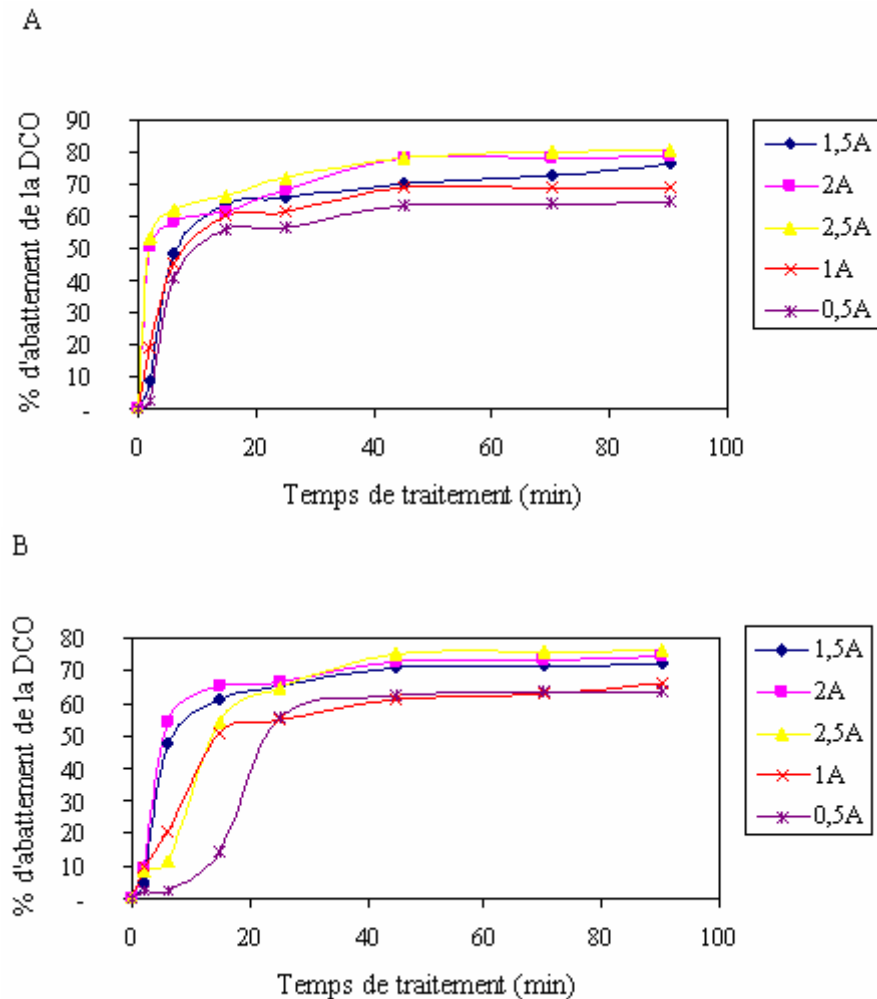 A
% d'abattement de la DCO
90
80
70
60
50
40
30
20
10
-
0 20 40 60 80 100
Temps de traitement (min)
1,5A
2A
2,5A
1A
0,5A
B
% d'abattement de la DCO
80
70
60
50
40
30
20
10
-
0 20 40 60 80 100
Temps de traitement (min)
1,5A
2A
2,5A
1A
0,5A